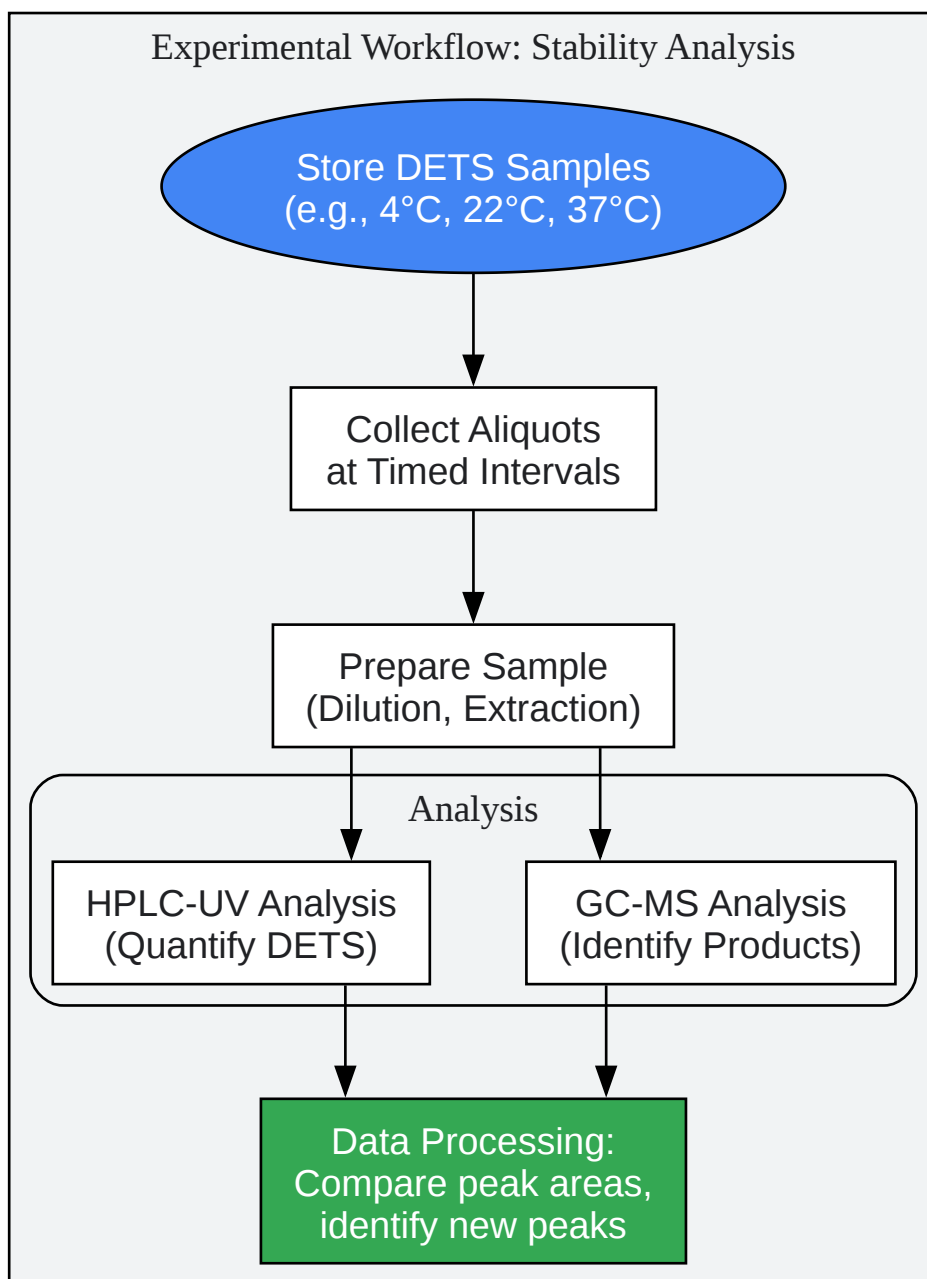 Experimental Workflow: Stability Analysis
Store DETS Samples
(e.g., 4°C, 22°C, 37°C)
Collect Aliquots
at Timed Intervals
Prepare Sample
(Dilution, Extraction)
Analysis
HPLC-UV Analysis
(Quantify DETS)
GC-MS Analysis
(Identify Products)
Data Processing:
Compare peak areas,
identify new peaks